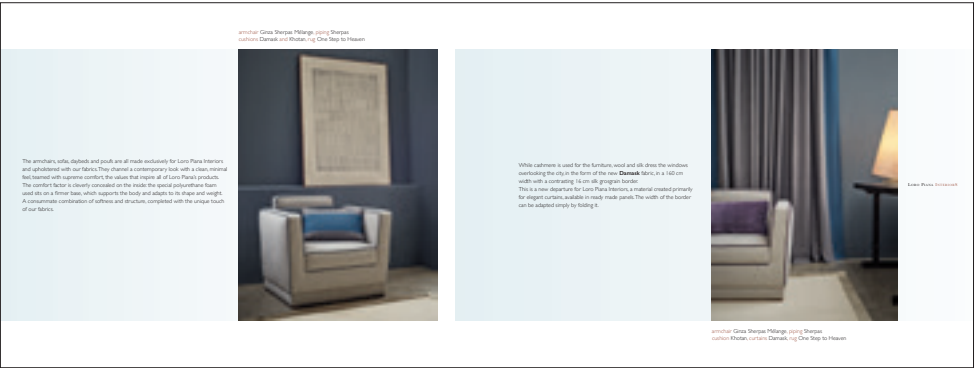 armchair Ginza Sherpas Mélange, piping Sherpas
cushions Damask and Khotan, rug One Step to Heaven
The armchairs, sofas, daybeds and poufs are all made exclusively for Loro Piana Interiors
and upholstered with our fabrics. They channel a contemporary look with a clean, minimal
feel, teamed with supreme comfort, the values that inspire all of Loro Piana's products.
The comfort factor is cleverly concealed on the inside: the special polyurethane foam
used sits on a firmer base, which supports the body and adapts to its shape and weight.
A consummate combination of softness and structure, completed with the unique touch
of our fabrics.
While cashmere is used for the furniture, wool and silk dress the windows
overlooking the city, in the form of the new Damask fabric, in a 160 cm
width with a contrasting 16 cm silk grosgrain border.
This is a new departure for Loro Piana Interiors, a material created primarily
for elegant curtains, available in ready made panels. The width of the border
can be adapted simply by folding it.
Loro Piana Interiors
armchair Ginza Sherpas Mélange, piping Sherpas
cushion Khotan, curtains Damask, rug One Step to Heaven